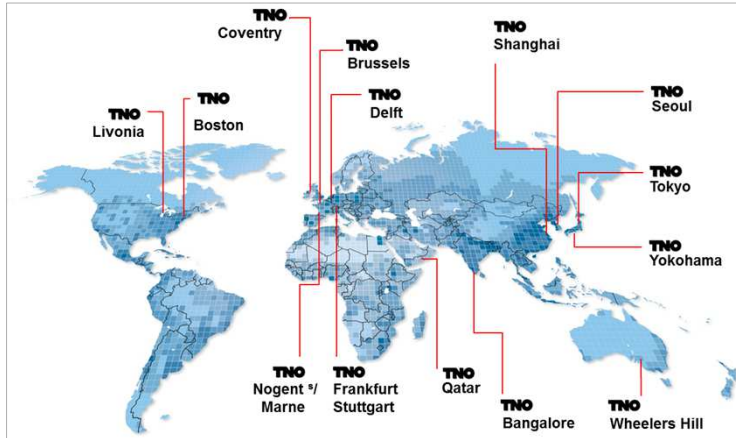 TNO
Coventry
TNO
Brussels
TNO
Shanghai
TNO
Livonia
TNO
Boston
TNO
Delft
TNO
Seoul
TNO
Tokyo
TNO
Yokohama
TNO
Nogent s/
Marne
TNO
Frankfurt
Stuttgart
TNO
Qatar
TNO
Bangalore
TNO
Wheelers Hill